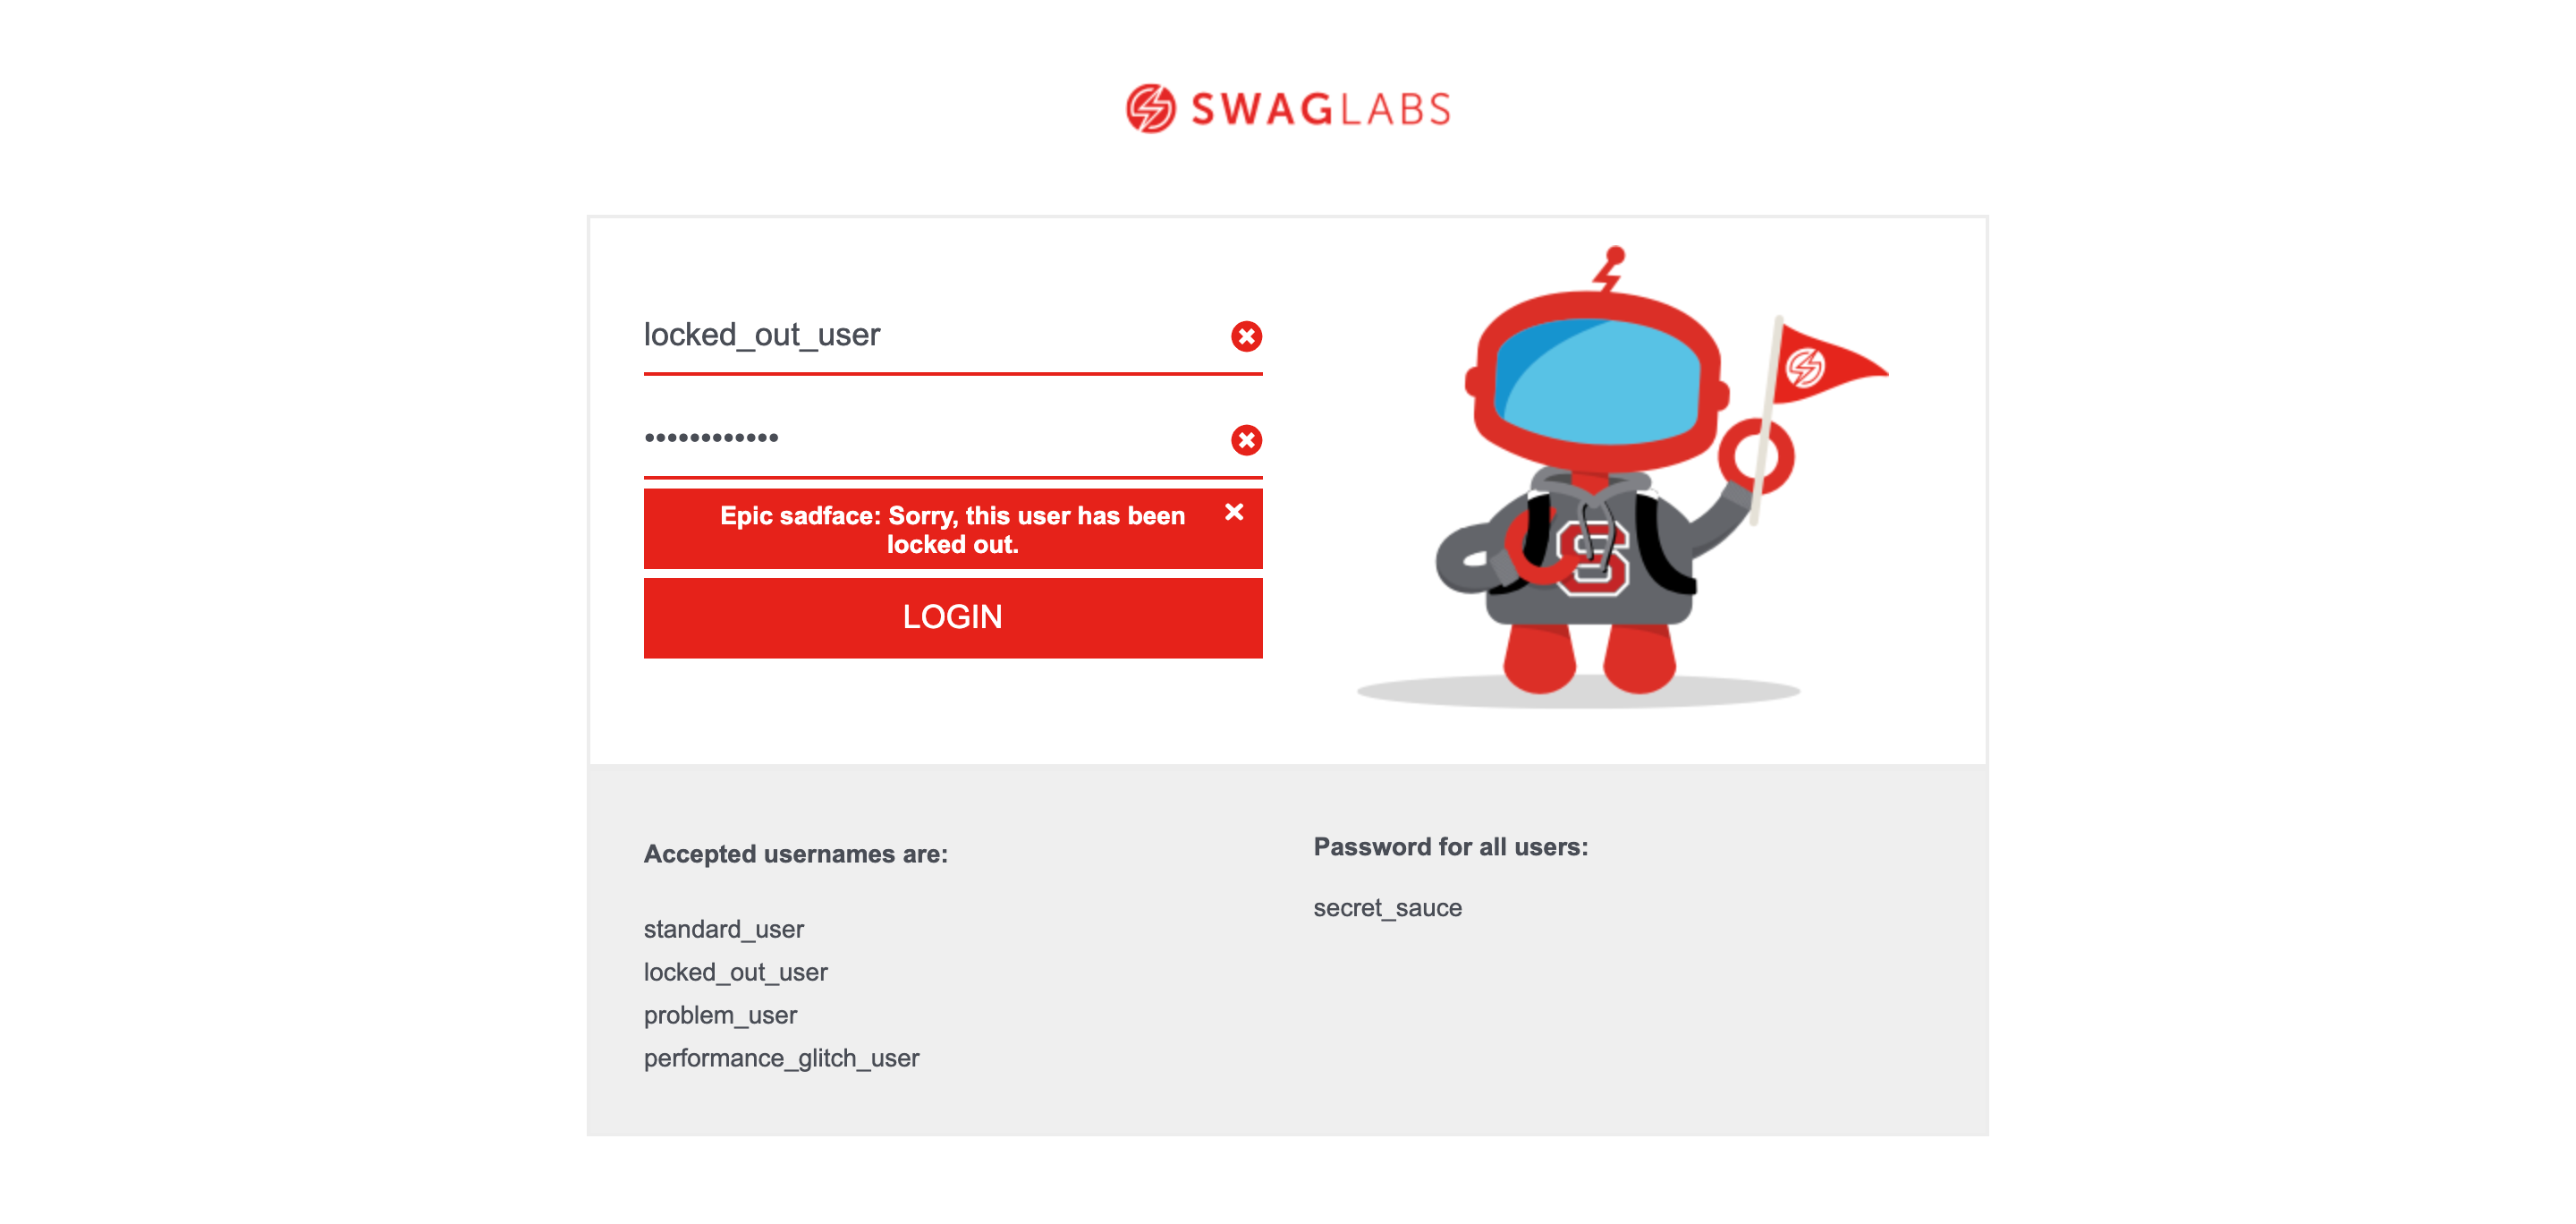 SWAGLABS
locked_out_user
••••••••••••
Epic sadface: Sorry, this user has been
locked out.
LOGIN
S
Accepted usernames are:
standard_user
locked_out_user
problem_user
performance_glitch_user
Password for all users:
secret_sauce